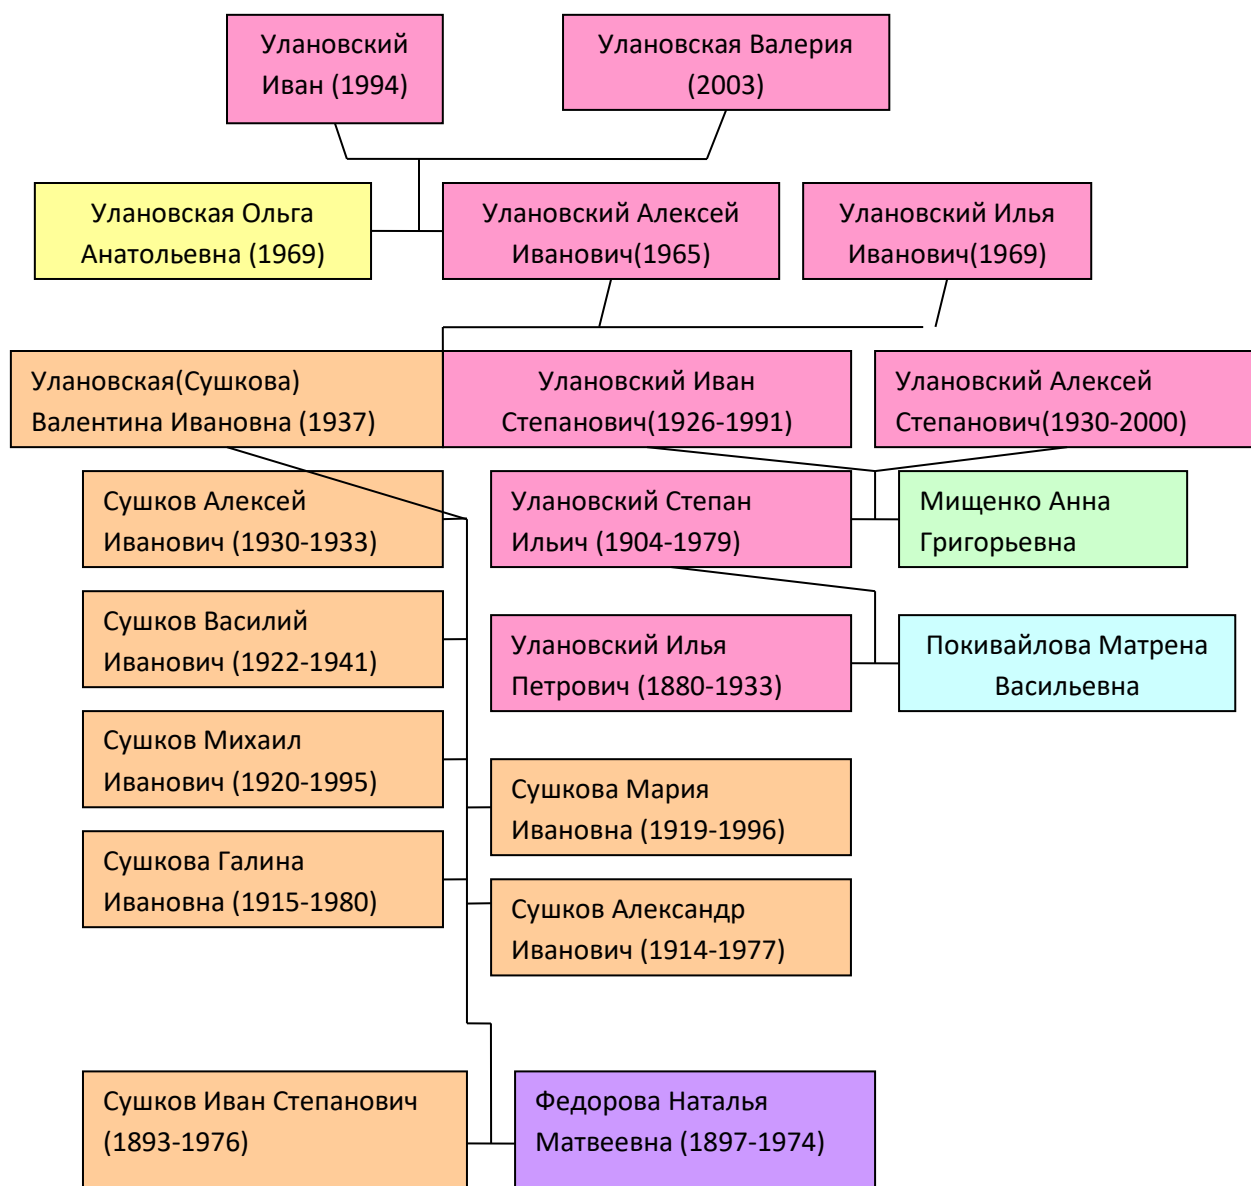 Улановский
Иван (1994)
Улановская Валерия
(2003)
Улановская Ольга
Анатольевна (1969)
Улановский Алексей
Иванович(1965)
Улановский Илья
Иванович(1969)
Улановская(Сушкова)
Валентина Ивановна (1937)
Улановский Иван
Степанович(1926-1991)
Улановский Алексей
Степанович(1930-2000)
Сушков Алексей
Иванович (1930-1933)
Улановский Степан
Ильич (1904-1979)
Мищенко Анна
Григорьевна
Сушков Василий
Иванович (1922-1941)
Улановский Илья
Петрович (1880-1933)
Покивайлова Матрена
Васильевна
Сушков Михаил
Иванович (1920-1995)
Сушкова Мария
Ивановна (1919-1996)
Сушкова Галина
Ивановна (1915-1980)
Сушков Александр
Иванович (1914-1977)
Сушков Иван Степанович
(1893-1976)
Федорова Наталья
Матвеевна (1897-1974)